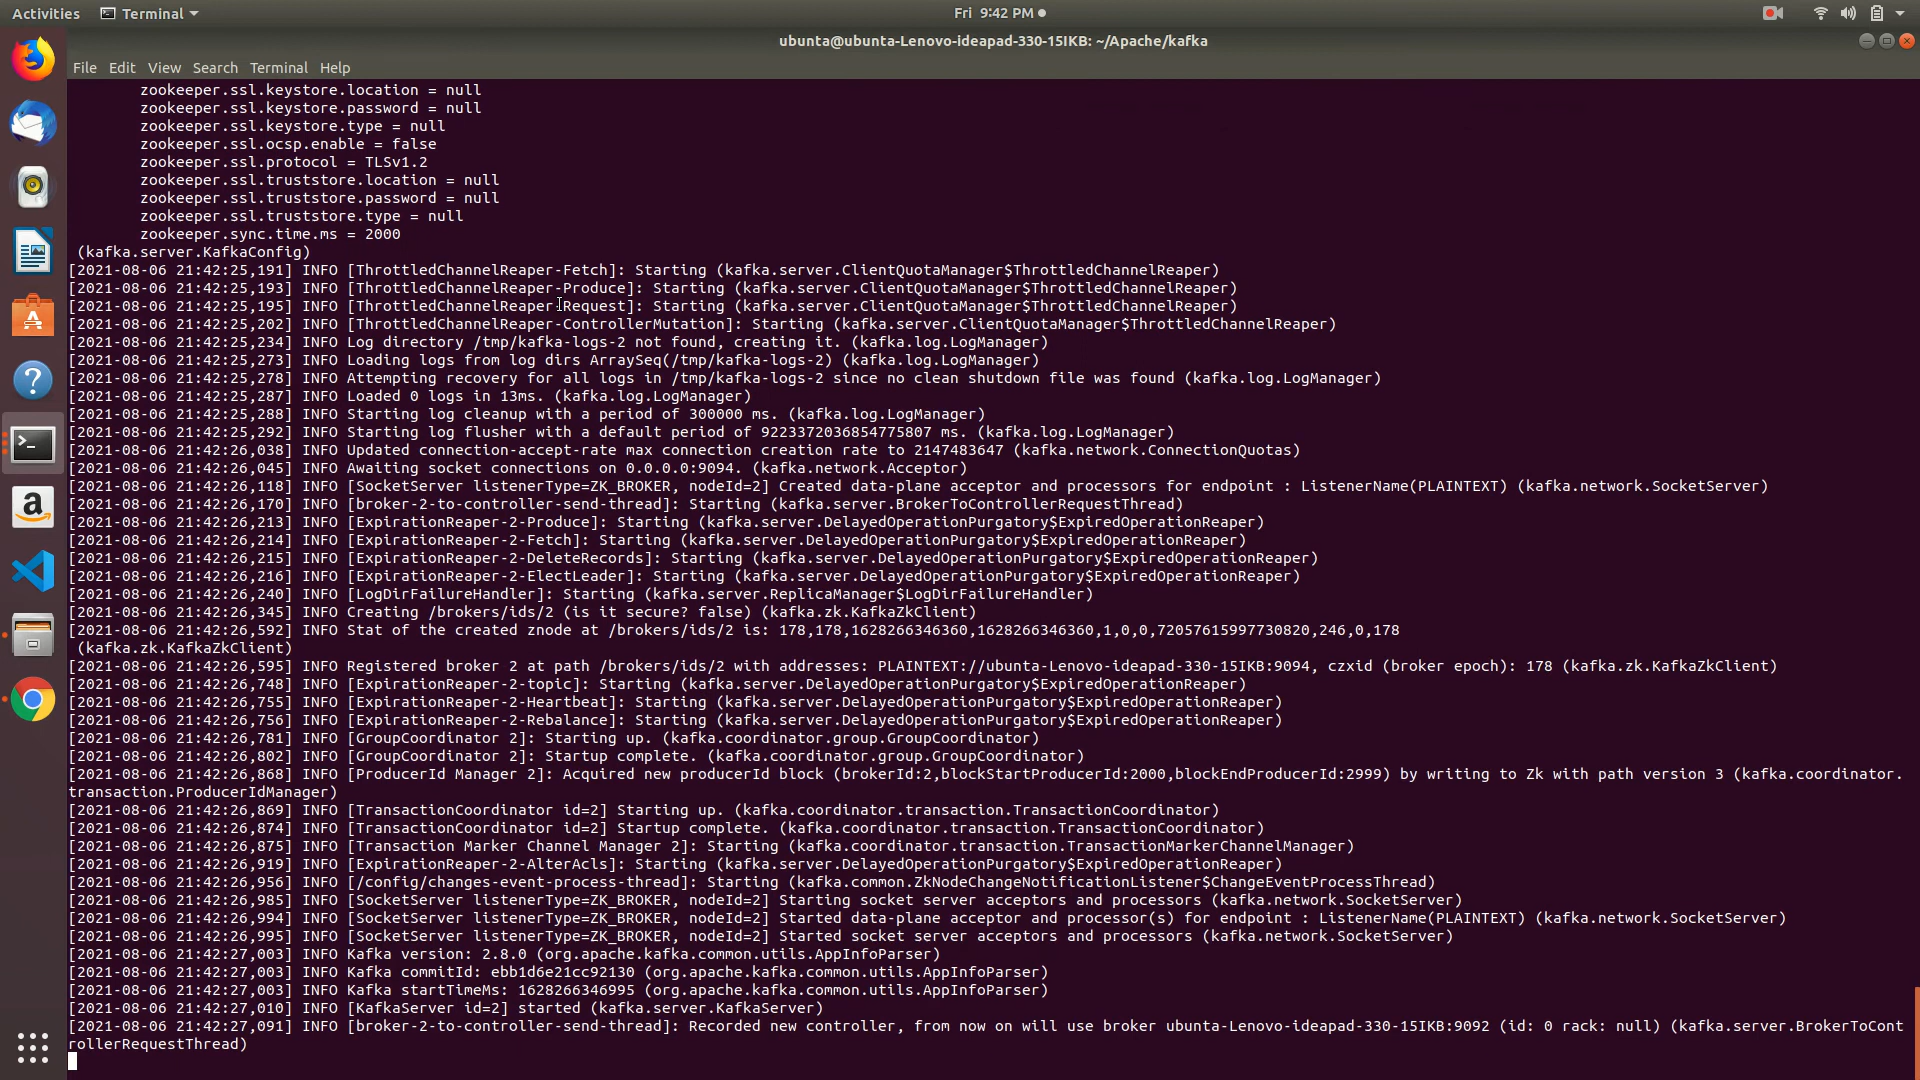 Activities Terminal Fri 9:42 PM
ubunta@ubunta-Lenovo-ideapad-330-15IKB: ~/Apache/kafka
File Edit View Search Terminal Help
zookeeper.ssl.keystore.location = null
zookeeper.ssl.keystore.password = null
zookeeper.ssl.keystore.type = null
zookeeper.ssl.ocsp.enable = false
zookeeper.ssl.protocol = TLSv1.2
zookeeper.ssl.truststore.location = null
zookeeper.ssl.truststore.password = null
zookeeper.ssl.truststore.type = null
zookeeper.sync.time.ms = 2000
(kafka.server.KafkaConfig)
[2021-08-06 21:42:25,191] INFO [ThrottledChannelReaper-Fetch]: Starting (kafka.server.ClientQuotaManager$ThrottledChannelReaper)
[2021-08-06 21:42:25,193] INFO [ThrottledChannelReaper-Produce]: Starting (kafka.server.ClientQuotaManager$ThrottledChannelReaper)
[2021-08-06 21:42:25,195] INFO [ThrottledChannelReaper-Request]: Starting (kafka.server.ClientQuotaManager$ThrottledChannelReaper)
[2021-08-06 21:42:25,202] INFO [ThrottledChannelReaper-ControllerMutation]: Starting (kafka.server.ClientQuotaManager$ThrottledChannelReaper)
[2021-08-06 21:42:25,234] INFO Log directory /tmp/kafka-logs-2 not found, creating it. (kafka.log.LogManager)
[2021-08-06 21:42:25,273] INFO Loading logs from log dirs ArraySeq(/tmp/kafka-logs-2) (kafka.log.LogManager)
[2021-08-06 21:42:25,278] INFO Attempting recovery for all logs in /tmp/kafka-logs-2 since no clean shutdown file was found (kafka.log.LogManager)
[2021-08-06 21:42:25,287] INFO Loaded 0 logs in 13ms. (kafka.log.LogManager)
[2021-08-06 21:42:25,288] INFO Starting log cleanup with a period of 300000 ms. (kafka.log.LogManager)
[2021-08-06 21:42:25,292] INFO Starting log flusher with a default period of 9223372036854775807 ms. (kafka.log.LogManager)
[2021-08-06 21:42:26,038] INFO Updated connection-accept-rate max connection creation rate to 2147483647 (kafka.network.ConnectionQuotas)
[2021-08-06 21:42:26,045] INFO Awaiting socket connections on 0.0.0.0:9094. (kafka.network.Acceptor)
[2021-08-06 21:42:26,118] INFO [SocketServer listenerType=ZK_BROKER, nodeId=2] Created data-plane acceptor and processors for endpoint : ListenerName(PLAINTEXT) (kafka.network.SocketServer)
[2021-08-06 21:42:26,170] INFO [broker-2-to-controller-send-thread]: Starting (kafka.server.BrokerToControllerRequestThread)
[2021-08-06 21:42:26,213] INFO [ExpirationReaper-2-Produce]: Starting (kafka.server.DelayedOperationPurgatory$ExpiredOperationReaper)
[2021-08-06 21:42:26,214] INFO [ExpirationReaper-2-Fetch]: Starting (kafka.server.DelayedOperationPurgatory$ExpiredOperationReaper)
[2021-08-06 21:42:26,215] INFO [ExpirationReaper-2-DeleteRecords]: Starting (kafka.server.DelayedOperationPurgatory$ExpiredOperationReaper)
[2021-08-06 21:42:26,216] INFO [ExpirationReaper-2-ElectLeader]: Starting (kafka.server.DelayedOperationPurgatory$ExpiredOperationReaper)
[2021-08-06 21:42:26,240] INFO [LogDirFailureHandler]: Starting (kafka.server.ReplicaManager$LogDirFailureHandler)
[2021-08-06 21:42:26,345] INFO Creating /brokers/ids/2 (is it secure? false) (kafka.zk.KafkaZkClient)
[2021-08-06 21:42:26,592] INFO Stat of the created znode at /brokers/ids/2 is: 178,178,1628266346360,1628266346360,1,0,0,72057615997730820,246,0,178
(kafka.zk.KafkaZkClient)
[2021-08-06 21:42:26,595] INFO Registered broker 2 at path /brokers/ids/2 with addresses: PLAINTEXT://ubunta-Lenovo-ideapad-330-15IKB:9094, czxid (broker epoch): 178 (kafka.zk.KafkaZkClient)
[2021-08-06 21:42:26,748] INFO [ExpirationReaper-2-topic]: Starting (kafka.server.DelayedOperationPurgatory$ExpiredOperationReaper)
[2021-08-06 21:42:26,755] INFO [ExpirationReaper-2-Heartbeat]: Starting (kafka.server.DelayedOperationPurgatory$ExpiredOperationReaper)
[2021-08-06 21:42:26,756] INFO [ExpirationReaper-2-Rebalance]: Starting (kafka.server.DelayedOperationPurgatory$ExpiredOperationReaper)
[2021-08-06 21:42:26,781] INFO [GroupCoordinator 2]: Starting up. (kafka.coordinator.group.GroupCoordinator)
[2021-08-06 21:42:26,802] INFO [GroupCoordinator 2]: Startup complete. (kafka.coordinator.group.GroupCoordinator)
[2021-08-06 21:42:26,868] INFO [ProducerId Manager 2]: Acquired new producerId block (brokerId:2,blockStartProducerId:2000,blockEndProducerId:2999) by writing to Zk with path version 3 (kafka.coordinator.
transaction.ProducerIdManager)
[2021-08-06 21:42:26,869] INFO [TransactionCoordinator id=2] Starting up. (kafka.coordinator.transaction.TransactionCoordinator)
[2021-08-06 21:42:26,874] INFO [TransactionCoordinator id=2] Startup complete. (kafka.coordinator.transaction.TransactionCoordinator)
[2021-08-06 21:42:26,875] INFO [Transaction Marker Channel Manager 2]: Starting (kafka.coordinator.transaction.TransactionMarkerChannelManager)
[2021-08-06 21:42:26,919] INFO [ExpirationReaper-2-AlterAcls]: Starting (kafka.server.DelayedOperationPurgatory$ExpiredOperationReaper)
[2021-08-06 21:42:26,956] INFO [/config/changes-event-process-thread]: Starting (kafka.common.ZkNodeChangeNotificationListener$ChangeEventProcessThread)
[2021-08-06 21:42:26,985] INFO [SocketServer listenerType=ZK_BROKER, nodeId=2] Starting socket server acceptors and processors (kafka.network.SocketServer)
[2021-08-06 21:42:26,994] INFO [SocketServer listenerType=ZK_BROKER, nodeId=2] Started data-plane acceptor and processor(s) for endpoint : ListenerName(PLAINTEXT) (kafka.network.SocketServer)
[2021-08-06 21:42:26,995] INFO [SocketServer listenerType=ZK_BROKER, nodeId=2] Started socket server acceptors and processors (kafka.network.SocketServer)
[2021-08-06 21:42:27,003] INFO Kafka version: 2.8.0 (org.apache.kafka.common.utils.AppInfoParser)
[2021-08-06 21:42:27,003] INFO Kafka commitId: ebb1d6e21cc92130 (org.apache.kafka.common.utils.AppInfoParser)
[2021-08-06 21:42:27,003] INFO Kafka startTimeMs: 1628266346995 (org.apache.kafka.common.utils.AppInfoParser)
[2021-08-06 21:42:27,010] INFO [KafkaServer id=2] started (kafka.server.KafkaServer)
[2021-08-06 21:42:27,091] INFO [broker-2-to-controller-send-thread]: Recorded new controller, from now on will use broker ubunta-Lenovo-ideapad-330-15IKB:9092 (id: 0 rack: null) (kafka.server.BrokerToCont
rollerRequestThread)